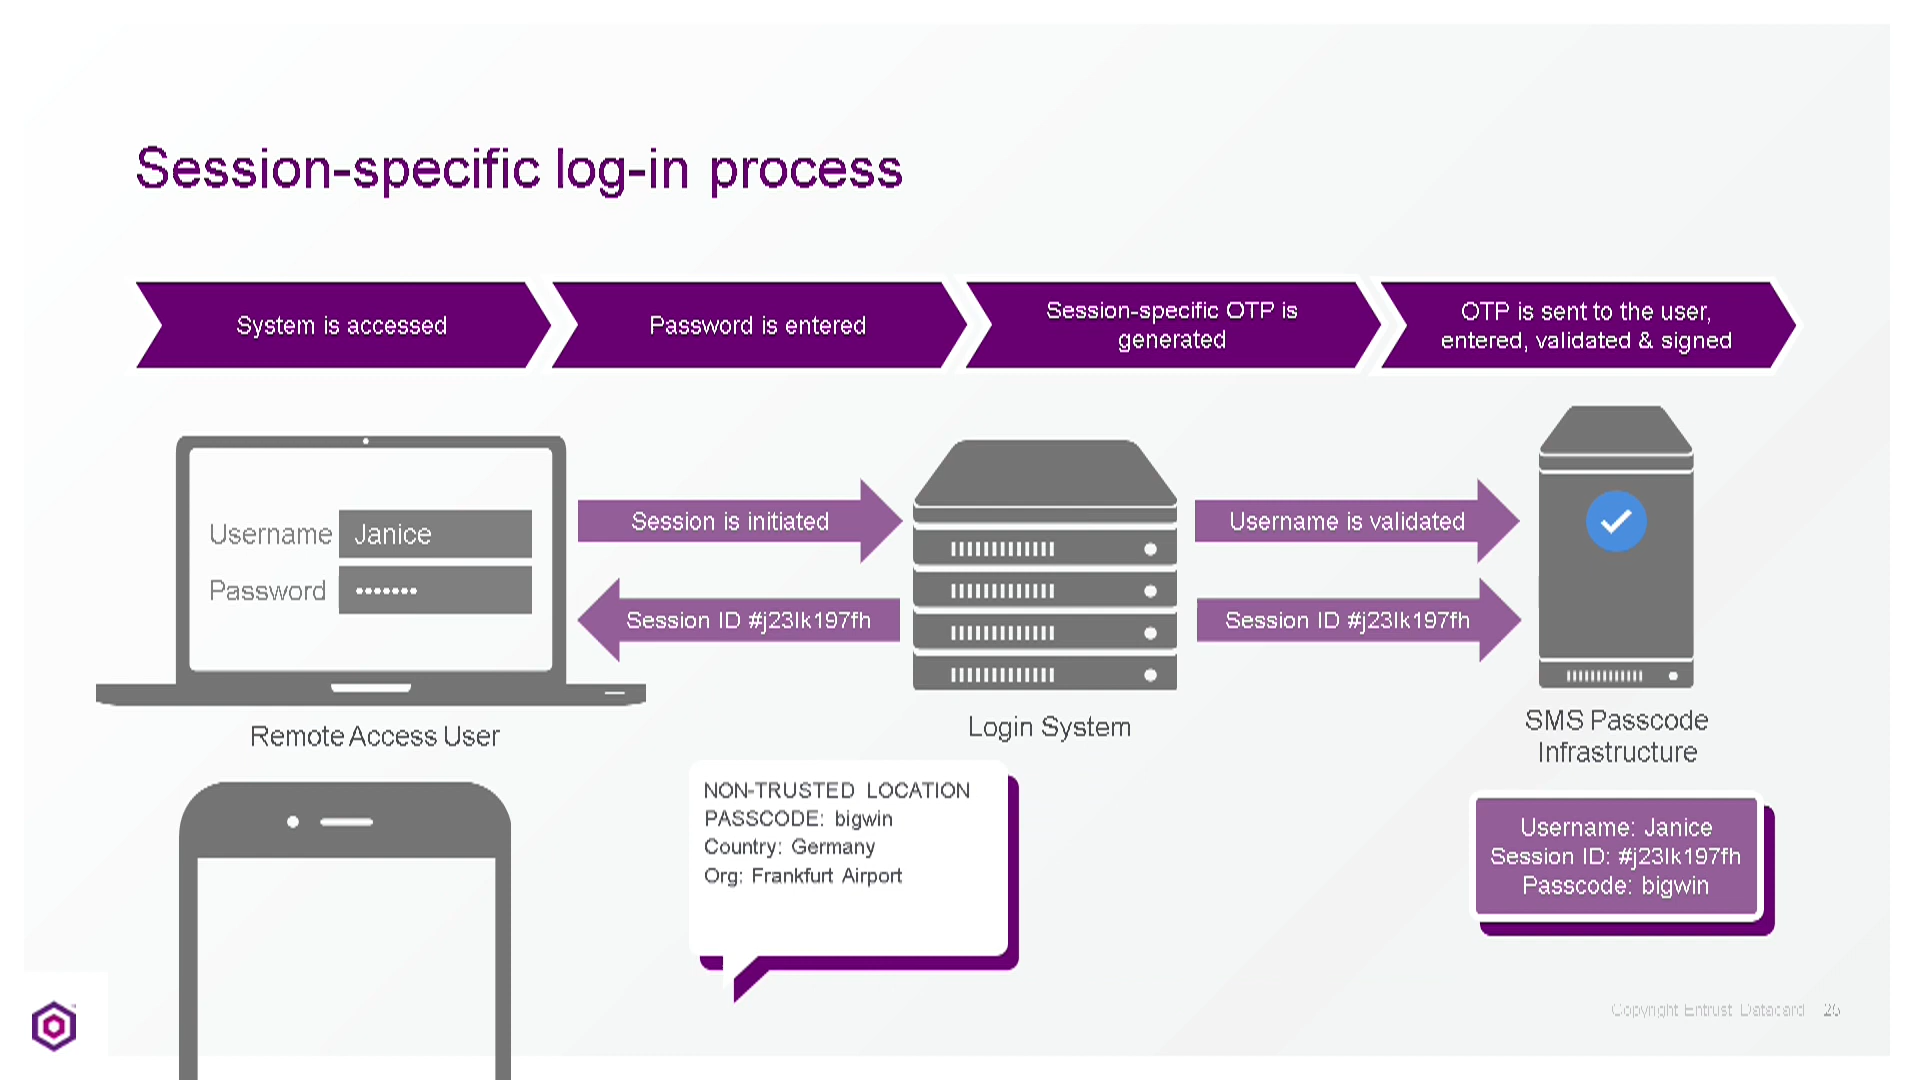 Session-specific log-in process
System is accessed
Password is entered
Session-specific OTP is
generated
OTP is sent to the user,
entered, validated & signed
Username Janice
Password •••••••
Session is initiated
Session ID #j23lk197fh
Username is validated
Session ID #j23lk197fh
Remote Access User
Login System
SMS Passcode
Infrastructure
NON-TRUSTED LOCATION
PASSCODE: bigwin
Country: Germany
Org: Frankfurt Airport
Username: Janice
Session ID: #j23lk197fh
Passcode: bigwin
Copyright Entrust Datacard 25